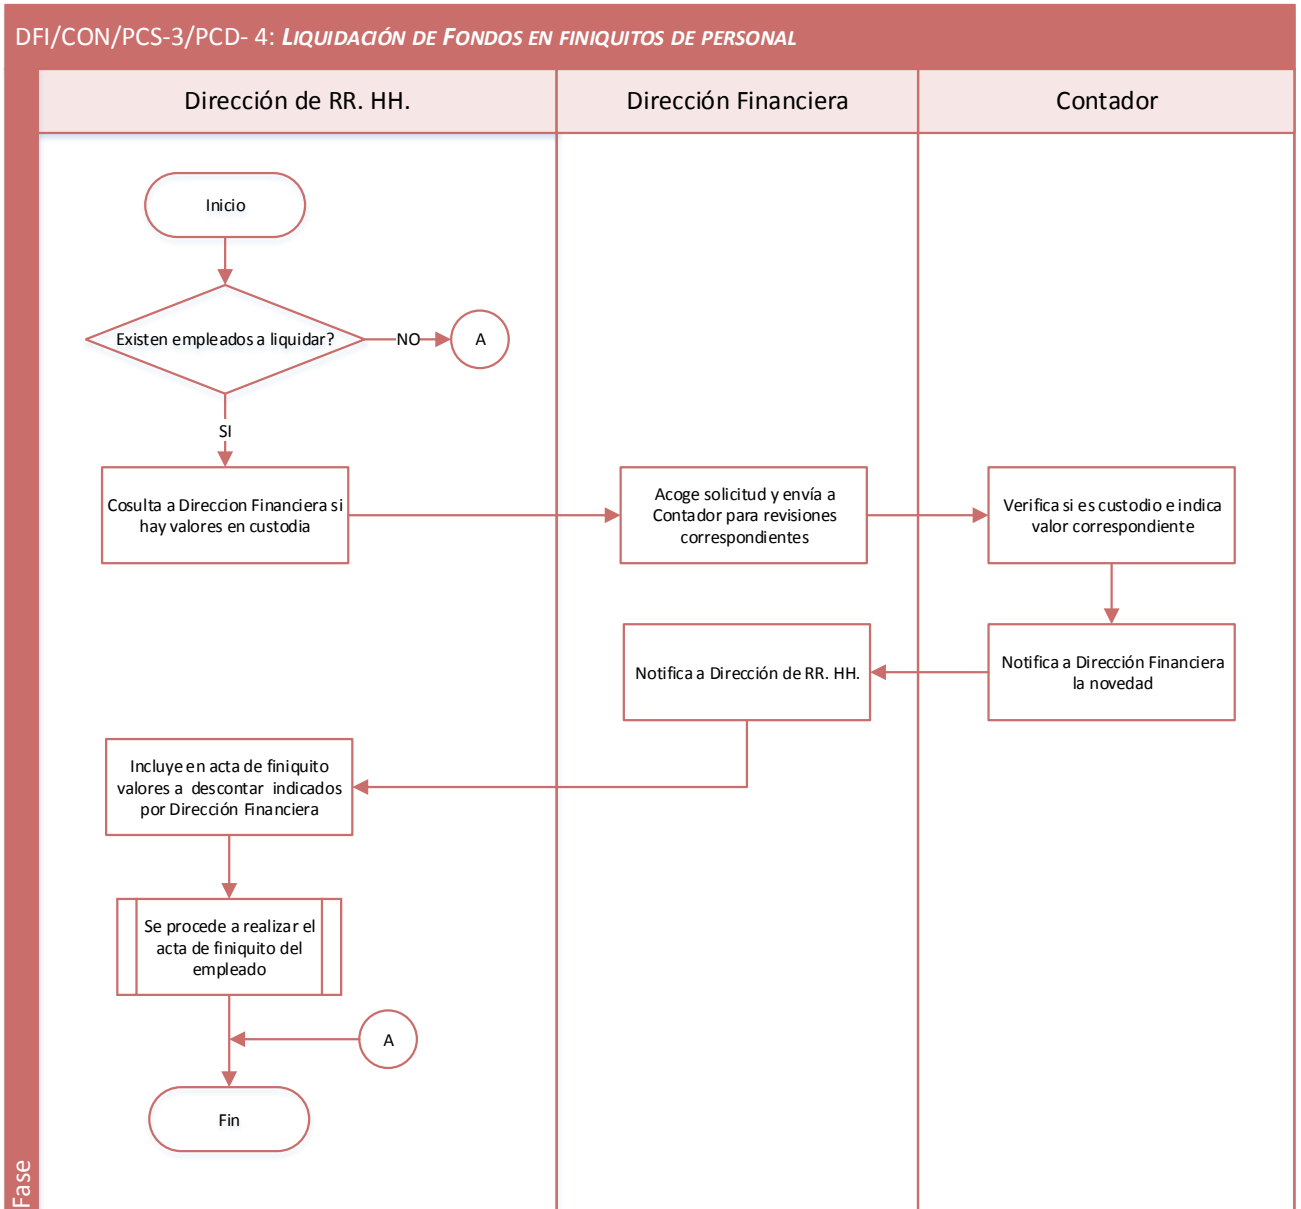 DFI/CON/PCS-3/PCD- 4: LIQUIDACIÓN DE FONDOS EN FINIQUITOS DE PERSONAL
Dirección de RR. HH.
Dirección Financiera
Contador
Inicio
Existen empleados a liquidar?
NO
A
SI
Cosulta a Direccion Financiera si
hay valores en custodia
Acoge solicitud y envía a
Contador para revisiones
correspondientes
Verifica si es custodio e indica
valor correspondiente
Notifica a Dirección de RR. HH.
Notifica a Dirección Financiera
la novedad
Incluye en acta de finiquito
valores a descontar indicados
por Dirección Financiera
Se procede a realizar el
acta de finiquito del
empleado
A
Fin
Fase